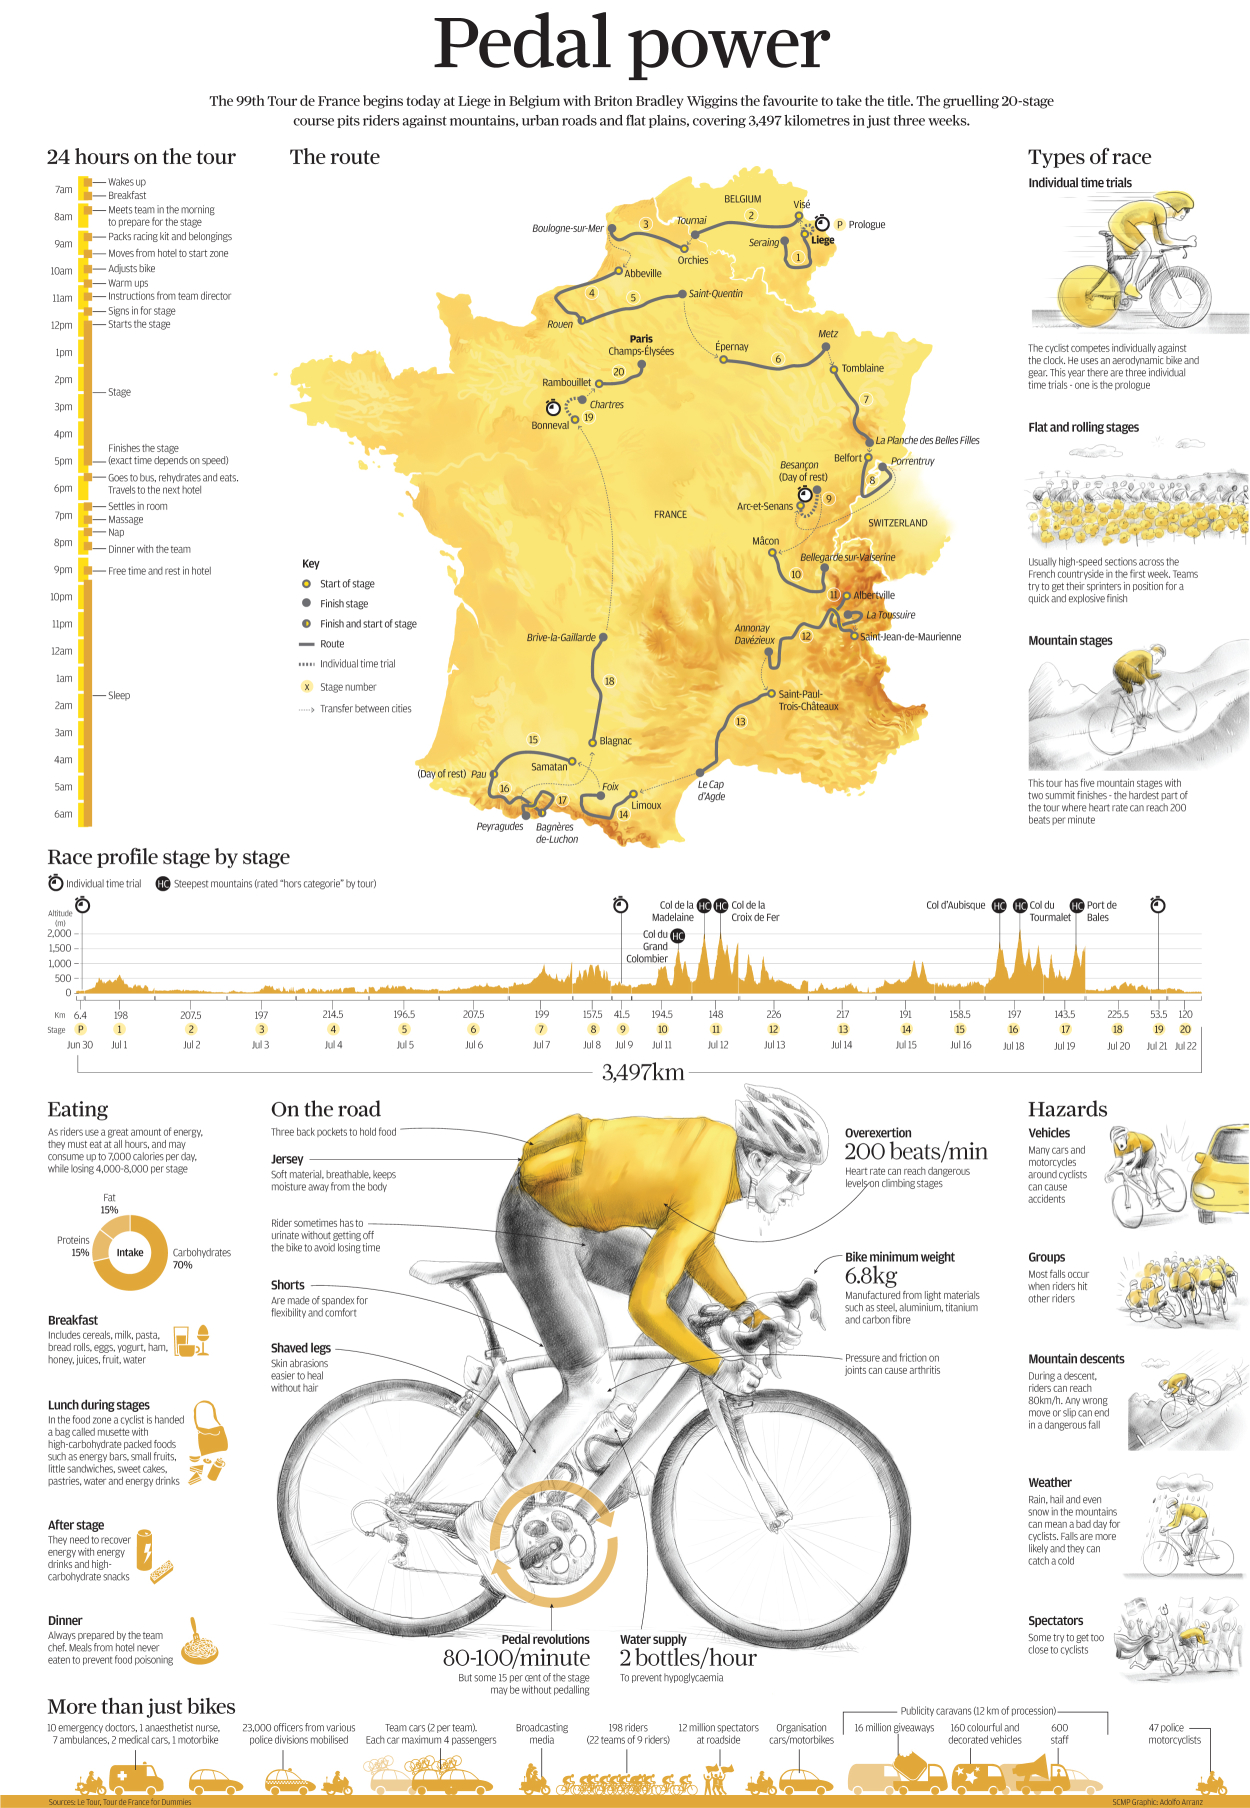 Pedal power
The 99th Tour de France begins today at Liege in Belgium with Briton Bradley Wiggins the favourite to take the title. The gruelling 20-stage
course pits riders against mountains, urban roads and flat plains, covering 3,497 kilometres in just three weeks.
24 hours on the tour
7am
8am
9am
10am
11am
12pm
1pm
2pm
3pm
4pm
5pm
6pm
7pm
8pm
9pm
10pm
11pm
12am
1am
2am
3am
4am
5am
6am
Wakes up
Breakfast
Meets team in the morning
to prepare for the stage
Packs racing kit and belongings
Moves from hotel to start zone
Adjusts bike
Warm ups
Instructions from team director
Signs in for stage
Starts the stage
Stage
Finishes the stage
(exact time depends on speed)
Goes to bus, rehydrates and eats.
Travels to the next hotel
Settles in room
Massage
Nap
Dinner with the team
Free time and rest in hotel
Sleep
The route
BELGIUM
Visé
P Prologue
Liege
Seraing
1
2
Tournai
3
Boulogne-sur-Mer
Orchies
Abbeville
4
5
Saint-Quentin
Rouen
Paris
Champs-Élysées
20
Rambouillet
Chartres
19
Bonneval
Épernay
6
Metz
Tomblaine
7
La Planche des Belles Filles
Belfort
Porrentruy
8
Besançon
(Day of rest)
9
Arc-et-Senans
FRANCE
SWITZERLAND
Mâcon
Bellegarde sur-Valserine
10
11
Albertville
La Toussuire
12
Saint-Jean-de-Maurienne
Annonay
Davézieux
Saint-Paul-
Trois-Châteaux
13
Brive-la-Gaillarde
18
Blagnac
15
Samatan
(Day of rest) Pau
16
17
Foix
Limoux
14
Le Cap
d'Agde
Peyragudes
Bagnères
de-Luchon
Key
Start of stage
Finish stage
Finish and start of stage
Route
Individual time trial
X Stage number
Transfer between cities
Types of race
Individual time trials
The cyclist competes individually against
the clock. He uses an aerodynamic bike and
gear. This year there are three individual
time trials - one is the prologue
Flat and rolling stages
Usually high-speed sections across the
French countryside in the first week. Teams
try to get their sprinters in position for a
quick and explosive finish
Mountain stages
This tour has five mountain stages with
two summit finishes - the hardest part of
the tour where heart rate can reach 200
beats per minute
Race profile stage by stage
Individual time trial
HC Steepest mountains (rated "hors categorie" by tour)
Altitude
(m)
2,000
1,500
1,000
500
0
Col du
Grand
Colombier
HC
Col de la
Madelaine
HC
HC
Col de la
Croix de Fer
Col d'Aubisque
HC
HC
Col du
Tourmalet
HC
Port de
Bales
Km 6.4 198 207.5 197 214.5 196.5 207.5 199 157.5 41.5 194.5 148 226 217 191 158.5 197 143.5 225.5 53.5 120
Stage P 1 2 3 4 5 6 7 8 9 10 11 12 13 14 15 16 17 18 19 20
Jun 30 Jul 1 Jul 2 Jul 3 Jul 4 Jul 5 Jul 6 Jul 7 Jul 8 Jul 9 Jul 11 Jul 12 Jul 13 Jul 14 Jul 15 Jul 16 Jul 18 Jul 19 Jul 20 Jul 21 Jul 22
3,497km
Eating
As riders use a great amount of energy,
they must eat at all hours, and may
consume up to 7,000 calories per day,
while losing 4,000-8,000 per stage
Fat
15%
Proteins
15%
Intake
Carbohydrates
70%
Breakfast
Includes cereals, milk, pasta,
bread rolls, eggs, yogurt, ham,
honey, juices, fruit, water
Lunch during stages
In the food zone a cyclist is handed
a bag called musette with
high-carbohydrate packed foods
such as energy bars, small fruits,
little sandwiches, sweet cakes,
pastries, water and energy drinks
After stage
They need to recover
energy with energy
drinks and high-
carbohydrate snacks
Dinner
Always prepared by the team
chef. Meals from hotel never
eaten to prevent food poisoning
On the road
Three back pockets to hold food
Jersey
Soft material, breathable, keeps
moisture away from the body
Rider sometimes has to
urinate without getting off
the bike to avoid losing time
Shorts
Are made of spandex for
flexibility and comfort
Shaved legs
Skin abrasions
easier to heal
without hair
1
Overexertion
200 beats/min
Heart rate can reach dangerous
levels on climbing stages
Bike minimum weight
6.8kg
Manufactured from light materials
such as steel, aluminium, titanium
and carbon fibre
Pressure and friction on
joints can cause arthritis
Pedal revolutions
80-100/minute
But some 15 per cent of the stage
may be without pedalling
Water supply
2 bottles/hour
To prevent hypoglycaemia
Hazards
Vehicles
Many cars and
motorcycles
around cyclists
can cause
accidents
Groups
Most falls occur
when riders hit
other riders
Mountain descents
During a descent,
riders can reach
80km/h. Any wrong
move or slip can end
in a dangerous fall
Weather
Rain, hail and even
snow in the mountains
can mean a bad day for
cyclists. Falls are more
likely and they can
catch a cold
Spectators
Some try to get too
close to cyclists
More than just bikes
10 emergency doctors, 1 anaesthetist nurse,
7 ambulances, 2 medical cars, 1 motorbike
23,000 officers from various
police divisions mobilised
Team cars (2 per team).
Each car maximum 4 passengers
Broadcasting
media
198 riders
(22 teams of 9 riders)
12 million spectators
at roadside
Organisation
cars/motorbikes
Publicity caravans (12 km of procession)
16 million giveaways
160 colourful and
decorated vehicles
600
staff
47 police
motorcyclists
Sources: Le Tour, Tour de France for Dummies
SCMP Graphic: Adolfo Arranz